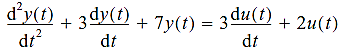 d²y(t)/dt² + 3 dy(t)/dt + 7y(t) = 3 du(t)/dt + 2u(t)